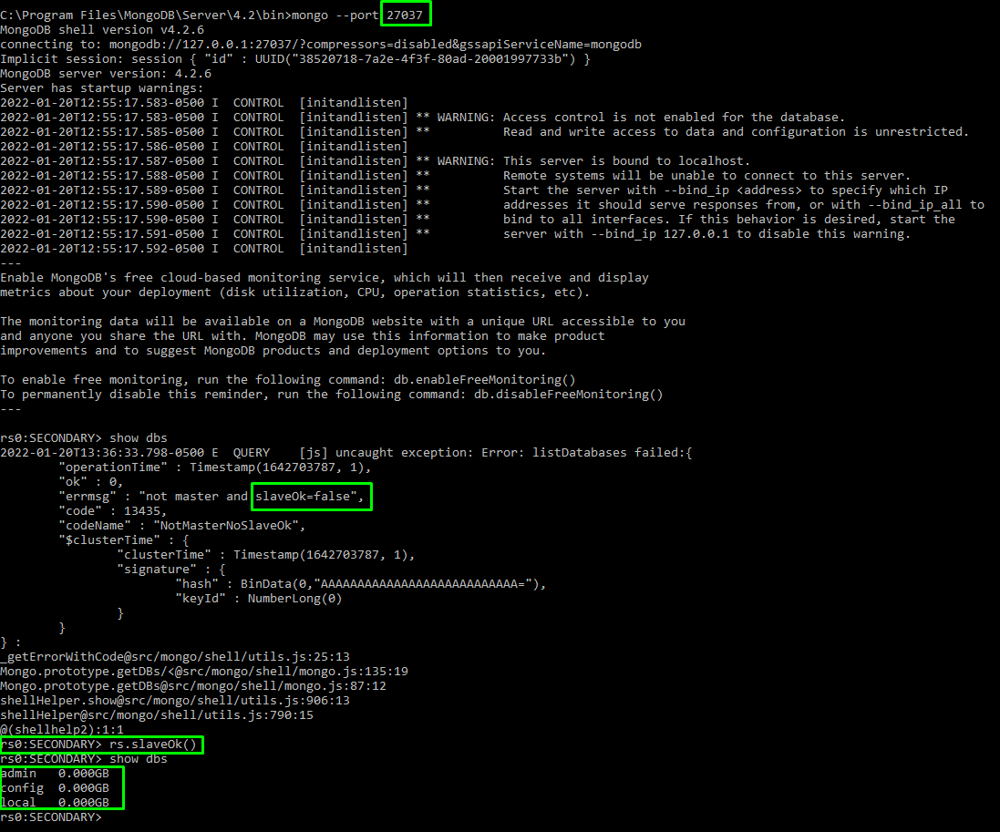 C:\Program Files\MongoDB\Server\4.2\bin>mongo --port 27037
MongoDB shell version v4.2.6
connecting to: mongodb://127.0.0.1:27037/?compressors=disabled&gssapiServiceName=mongodb
Implicit session: session { "id" : UUID("38520718-7a2e-4f3f-80ad-20001997733b") }
MongoDB server version: 4.2.6
Server has startup warnings:
2022-01-20T12:55:17.583-0500 I  CONTROL  [initandlisten]
2022-01-20T12:55:17.583-0500 I  CONTROL  [initandlisten] ** WARNING: Access control is not enabled for the database.
2022-01-20T12:55:17.585-0500 I  CONTROL  [initandlisten] **          Read and write access to data and configuration is unrestricted.
2022-01-20T12:55:17.586-0500 I  CONTROL  [initandlisten]
2022-01-20T12:55:17.587-0500 I  CONTROL  [initandlisten] ** WARNING: This server is bound to localhost.
2022-01-20T12:55:17.588-0500 I  CONTROL  [initandlisten] **          Remote systems will be unable to connect to this server.
2022-01-20T12:55:17.589-0500 I  CONTROL  [initandlisten] **          Start the server with --bind_ip <address> to specify which IP
2022-01-20T12:55:17.590-0500 I  CONTROL  [initandlisten] **          addresses it should serve responses from, or with --bind_ip_all to
2022-01-20T12:55:17.590-0500 I  CONTROL  [initandlisten] **          bind to all interfaces. If this behavior is desired, start the
2022-01-20T12:55:17.591-0500 I  CONTROL  [initandlisten] **          server with --bind_ip 127.0.0.1 to disable this warning.
2022-01-20T12:55:17.592-0500 I  CONTROL  [initandlisten]
---
Enable MongoDB's free cloud-based monitoring service, which will then receive and display
metrics about your deployment (disk utilization, CPU, operation statistics, etc).

The monitoring data will be available on a MongoDB website with a unique URL accessible to you
and anyone you share the URL with. MongoDB may use this information to make product
improvements and to suggest MongoDB products and deployment options to you.

To enable free monitoring, run the following command: db.enableFreeMonitoring()
To permanently disable this reminder, run the following command: db.disableFreeMonitoring()
---

rs0:SECONDARY> show dbs
2022-01-20T13:36:33.798-0500 E  QUERY    [js] uncaught exception: Error: listDatabases failed:{
        "operationTime" : Timestamp(1642703787, 1),
        "ok" : 0,
        "errmsg" : "not master and slaveOk=false",
        "code" : 13435,
        "codeName" : "NotMasterNoSlaveOk",
        "$clusterTime" : {
                "clusterTime" : Timestamp(1642703787, 1),
                "signature" : {
                        "hash" : BinData(0,"AAAAAAAAAAAAAAAAAAAAAAAAAAA="),
                        "keyId" : NumberLong(0)
                }
        }
} :
_getErrorWithCode@src/mongo/shell/utils.js:25:13
Mongo.prototype.getDBs/<@src/mongo/shell/mongo.js:135:19
Mongo.prototype.getDBs@src/mongo/shell/mongo.js:87:12
shellHelper.show@src/mongo/shell/utils.js:906:13
shellHelper@src/mongo/shell/utils.js:790:15
@(shellhelp2):1:1
rs0:SECONDARY> rs.slaveOk()
rs0:SECONDARY> show dbs
admin   0.000GB
config  0.000GB
local   0.000GB
rs0:SECONDARY>